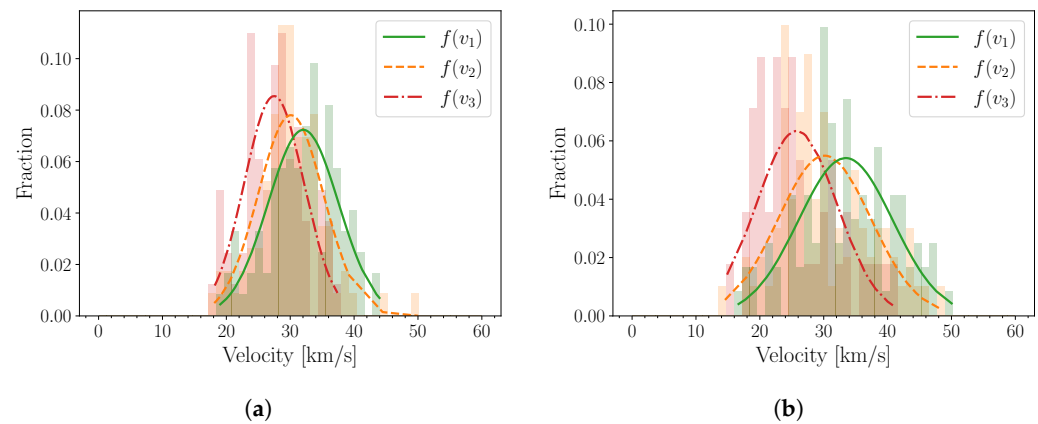 0.10
0.08
0.06
0.04
0.02
0.00
Fraction
f(v₁)
f(v₂)
f(v₃)
0 10 20 30 40 50 60
Velocity [km/s]
(a)
0.10
0.08
0.06
0.04
0.02
0.00
Fraction
f(v₁)
f(v₂)
f(v₃)
0 10 20 30 40 50 60
Velocity [km/s]
(b)